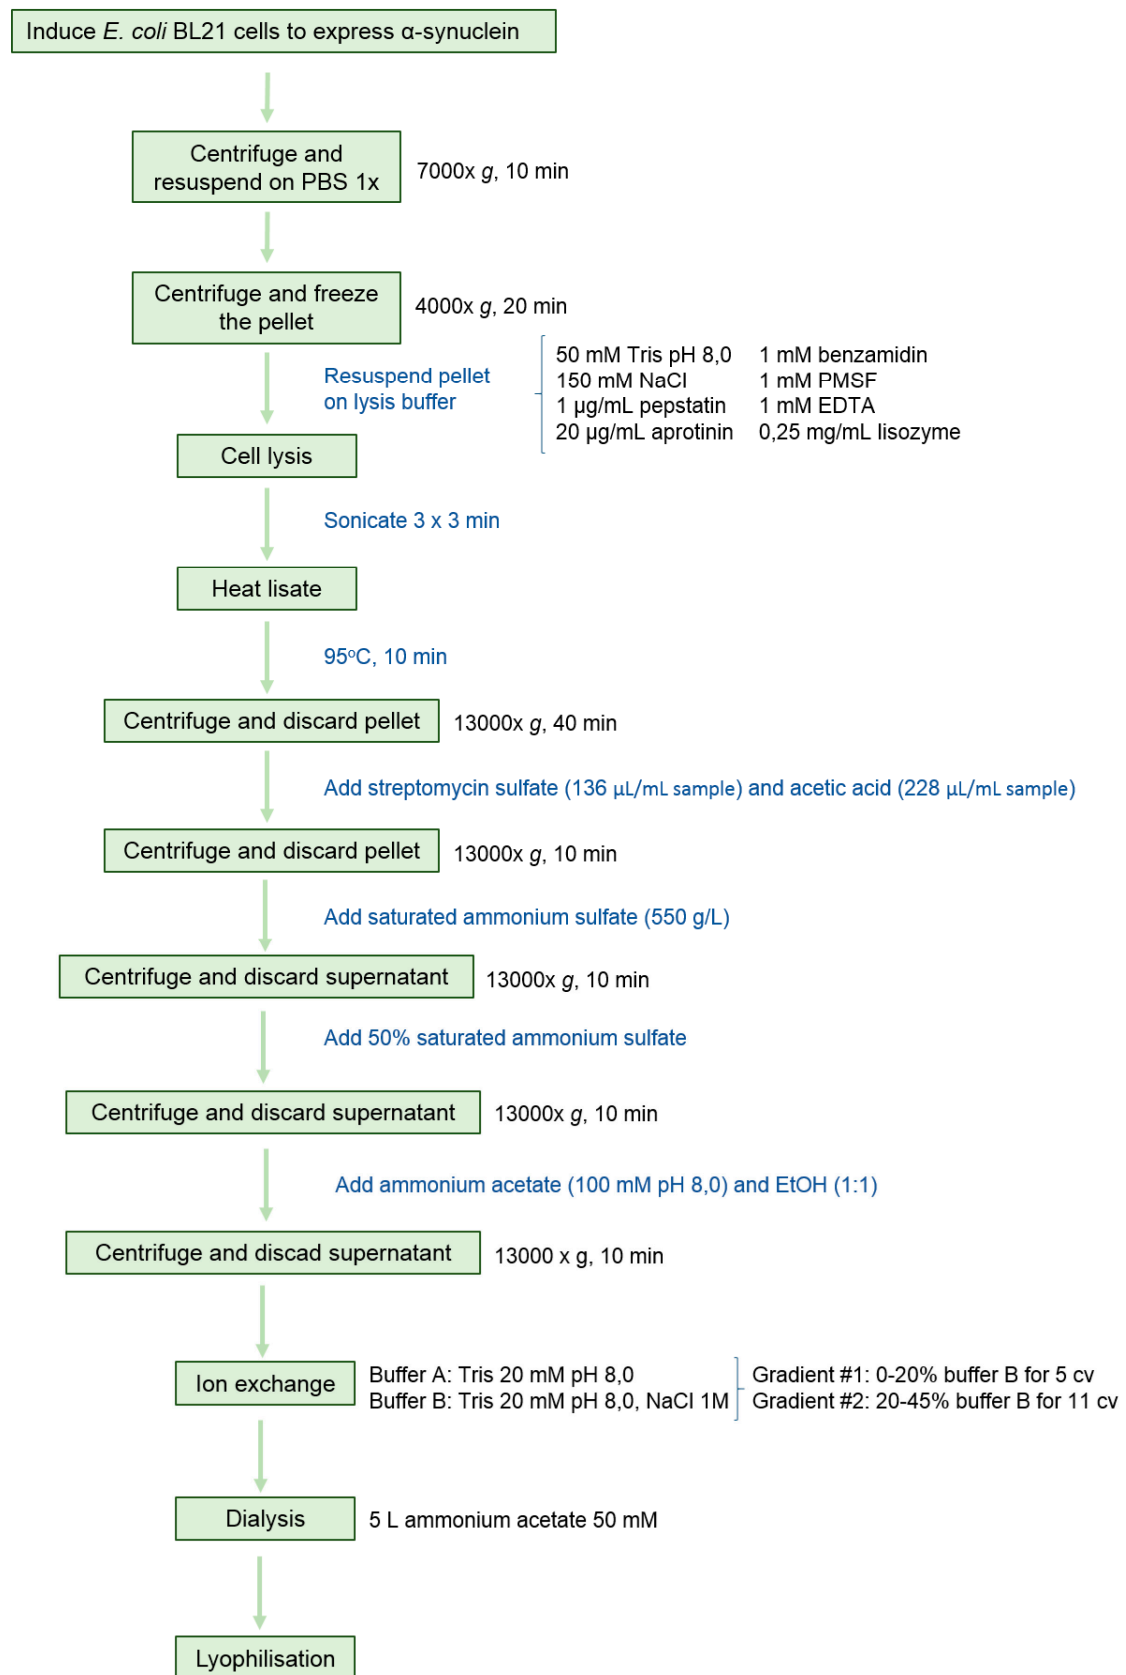 Induce E. coli BL21 cells to express α-synuclein
Centrifuge and
resuspend on PBS 1x
7000x g, 10 min
Centrifuge and freeze
the pellet
4000x g, 20 min
Resuspend pellet
on lysis buffer
50 mM Tris pH 8,0
150 mM NaCl
1 µg/mL pepstatin
20 µg/mL aprotinin
1 mM benzamidin
1 mM PMSF
1 mM EDTA
0,25 mg/mL lisozyme
Cell lysis
Sonicate 3 x 3 min
Heat lisate
95ºC, 10 min
Centrifuge and discard pellet
13000x g, 40 min
Add streptomycin sulfate (136 µL/mL sample) and acetic acid (228 µL/mL sample)
Centrifuge and discard pellet
13000x g, 10 min
Add saturated ammonium sulfate (550 g/L)
Centrifuge and discard supernatant
13000x g, 10 min
Add 50% saturated ammonium sulfate
Centrifuge and discard supernatant
13000x g, 10 min
Add ammonium acetate (100 mM pH 8,0) and EtOH (1:1)
Centrifuge and discad supernatant
13000 x g, 10 min
Ion exchange
Buffer A: Tris 20 mM pH 8,0
Buffer B: Tris 20 mM pH 8,0, NaCl 1M
Gradient #1: 0-20% buffer B for 5 cv
Gradient #2: 20-45% buffer B for 11 cv
Dialysis
5 L ammonium acetate 50 mM
Lyophilisation